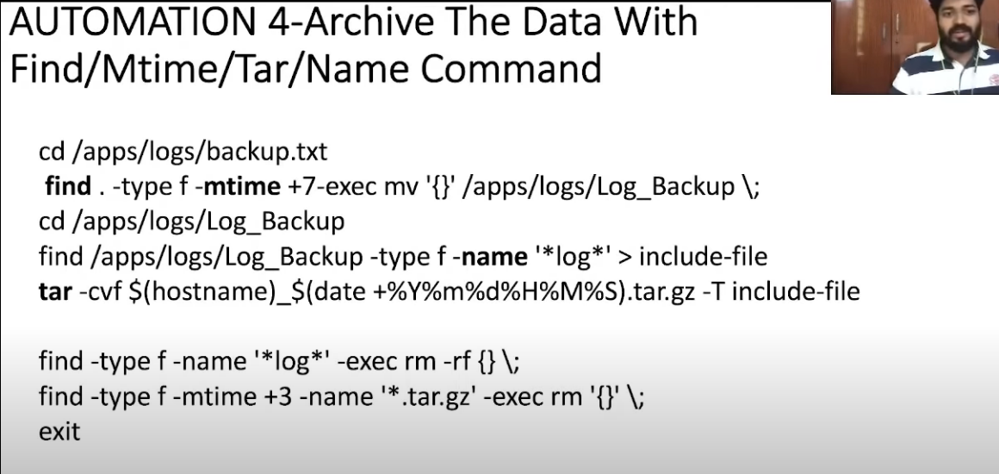 AUTOMATION 4-Archive The Data With
Find/Mtime/Tar/Name Command
cd /apps/logs/backup.txt
find . -type f -mtime +7-exec mv '{}' /apps/logs/Log_Backup \;
cd /apps/logs/Log_Backup
find /apps/logs/Log_Backup -type f -name '*log*' > include-file
tar -cvf $(hostname)_$(date +%Y%m%d%H%M%S).tar.gz -T include-file
find -type f -name '*log*' -exec rm -rf {} \;
find -type f -mtime +3 -name '*.tar.gz' -exec rm '{}' \;
exit